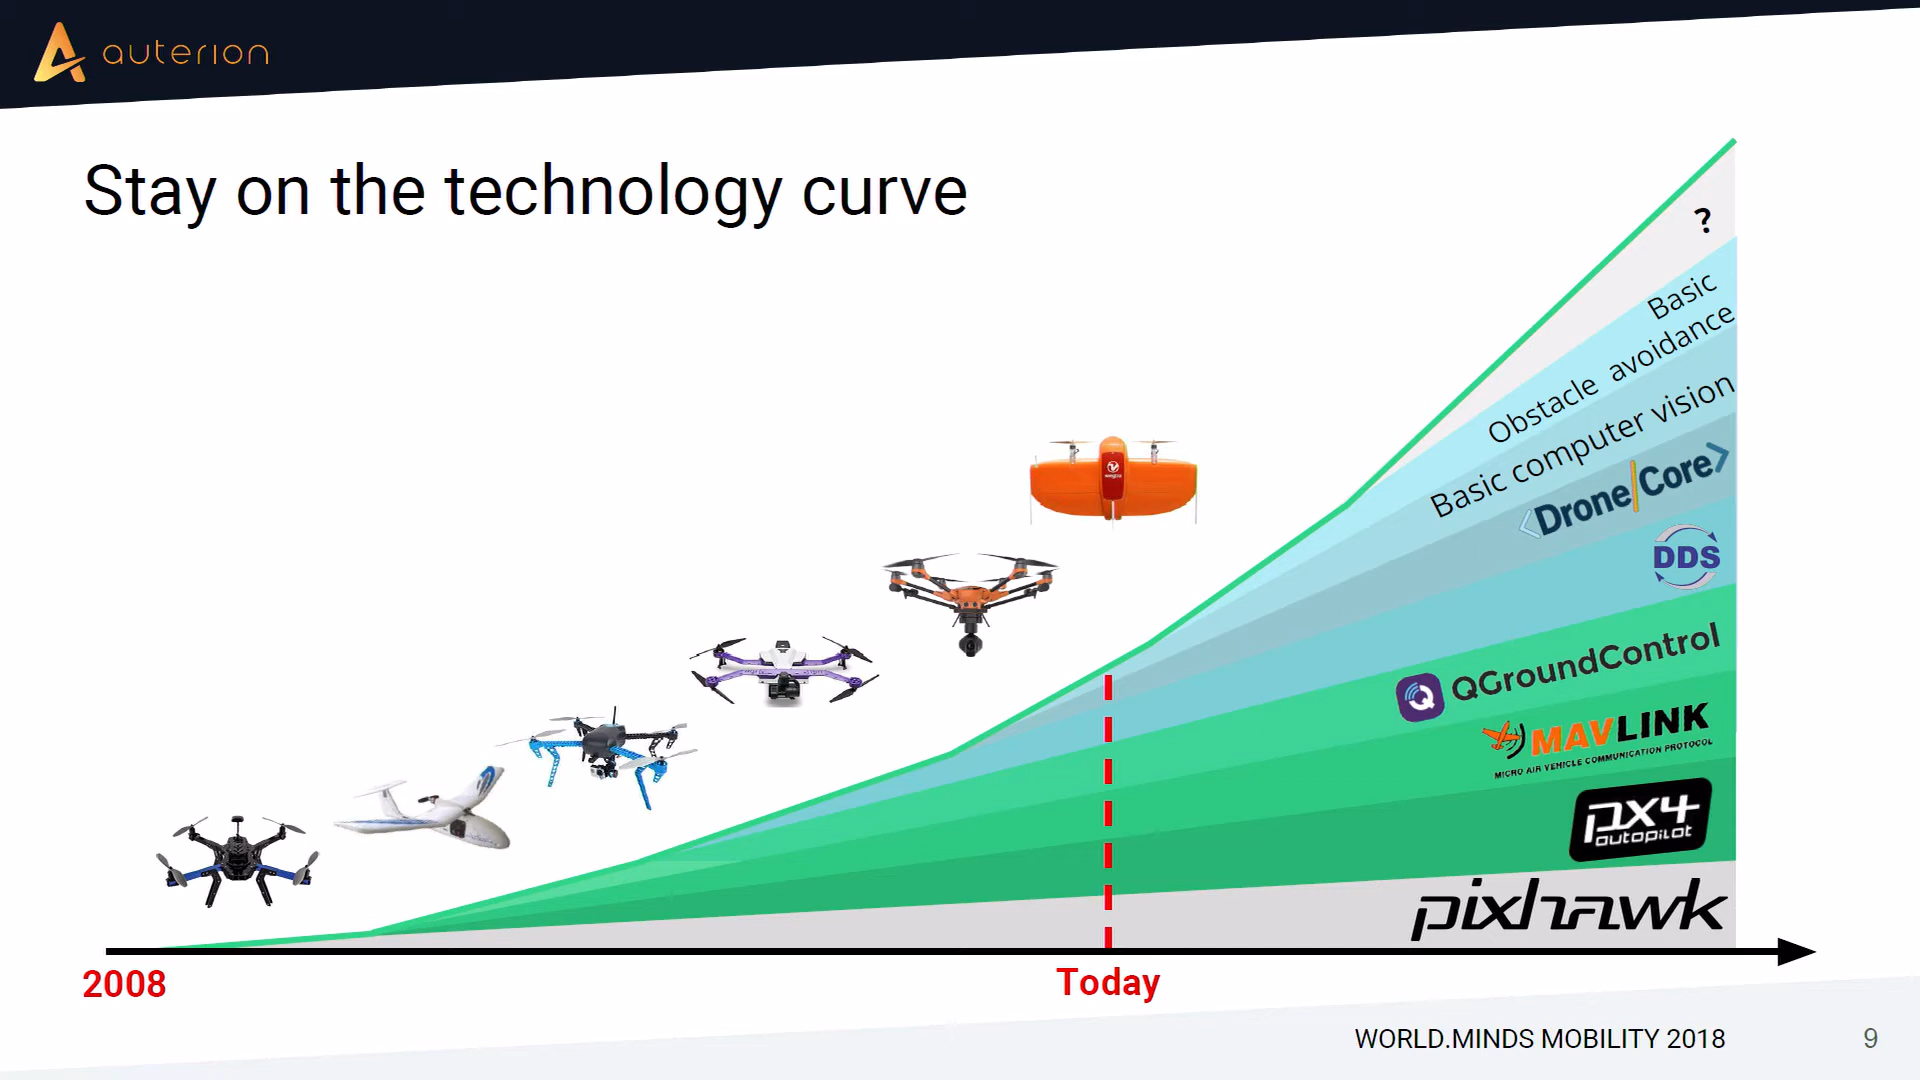 auterion
Stay on the technology curve
?
Basic
Obstacle avoidance
Basic computer vision
<Drone|Core>
DDS
QGroundControl
MAVLINK
MICRO AIR VEHICLE COMMUNICATION PROTOCOL
px4
autopilot
pixhawk
2008
Today
WORLD.MINDS MOBILITY 2018
9